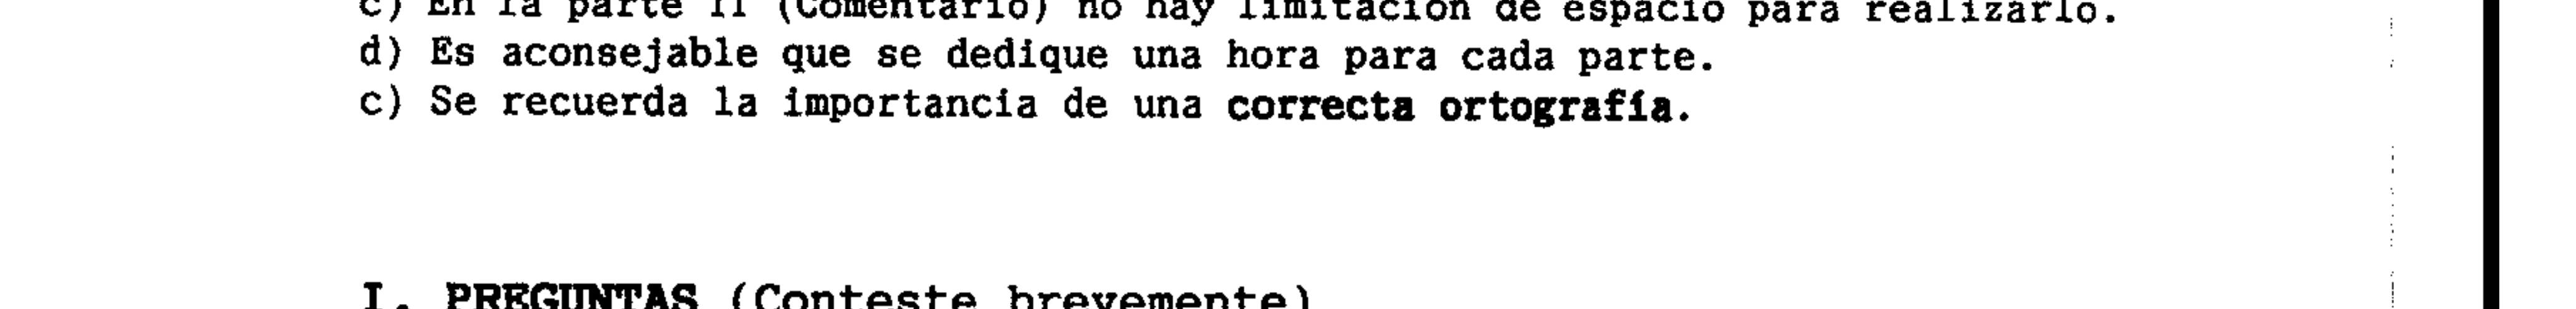 c) En la parte II (Comentario) no hay limitación de espacio para realizarlo.
d) Es aconsejable que se dedique una hora para cada parte.
c) Se recuerda la importancia de una correcta ortografía.
I. PREGUNTAS (Conteste brevemente)